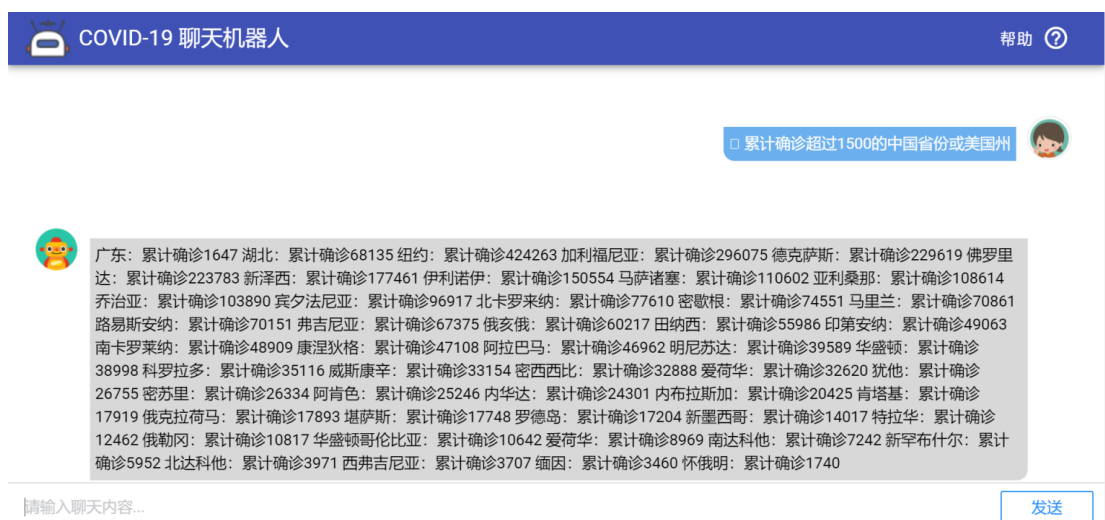 COVID-19 聊天机器人
帮助
累计确诊超过1500的中国省份或美国州
广东：累计确诊1647 湖北：累计确诊68135 纽约：累计确诊424263 加利福尼亚：累计确诊296075 德克萨斯：累计确诊229619 佛罗里
达：累计确诊223783 新泽西：累计确诊177461 伊利诺伊：累计确诊150554 马萨诸塞：累计确诊110602 亚利桑那：累计确诊108614
乔治亚：累计确诊103890 宾夕法尼亚：累计确诊96917 北卡罗来纳：累计确诊77610 密歇根：累计确诊74551 马里兰：累计确诊70861
路易斯安纳：累计确诊70151 弗吉尼亚：累计确诊67375 俄亥俄：累计确诊60217 田纳西：累计确诊55986 印第安纳：累计确诊49063
南卡罗莱纳：累计确诊48909 康涅狄格：累计确诊47108 阿拉巴马：累计确诊46962 明尼苏达：累计确诊39589 华盛顿：累计确诊
38998 科罗拉多：累计确诊35116 威斯康辛：累计确诊33154 密西西比：累计确诊32888 爱荷华：累计确诊32620 犹他：累计确诊
26755 密苏里：累计确诊26334 阿肯色：累计确诊25246 内华达：累计确诊24301 内布拉斯加：累计确诊20425 肯塔基：累计确诊
17919 俄克拉荷马：累计确诊17893 堪萨斯：累计确诊17748 罗德岛：累计确诊17204 新墨西哥：累计确诊14017 特拉华：累计确诊
12462 俄勒冈：累计确诊10817 华盛顿哥伦比亚：累计确诊10642 爱荷华：累计确诊8969 南达科他：累计确诊7242 新罕布什尔：累计
确诊5952 北达科他：累计确诊3971 西弗吉尼亚：累计确诊3707 缅因：累计确诊3460 怀俄明：累计确诊1740
请输入聊天内容...
发送